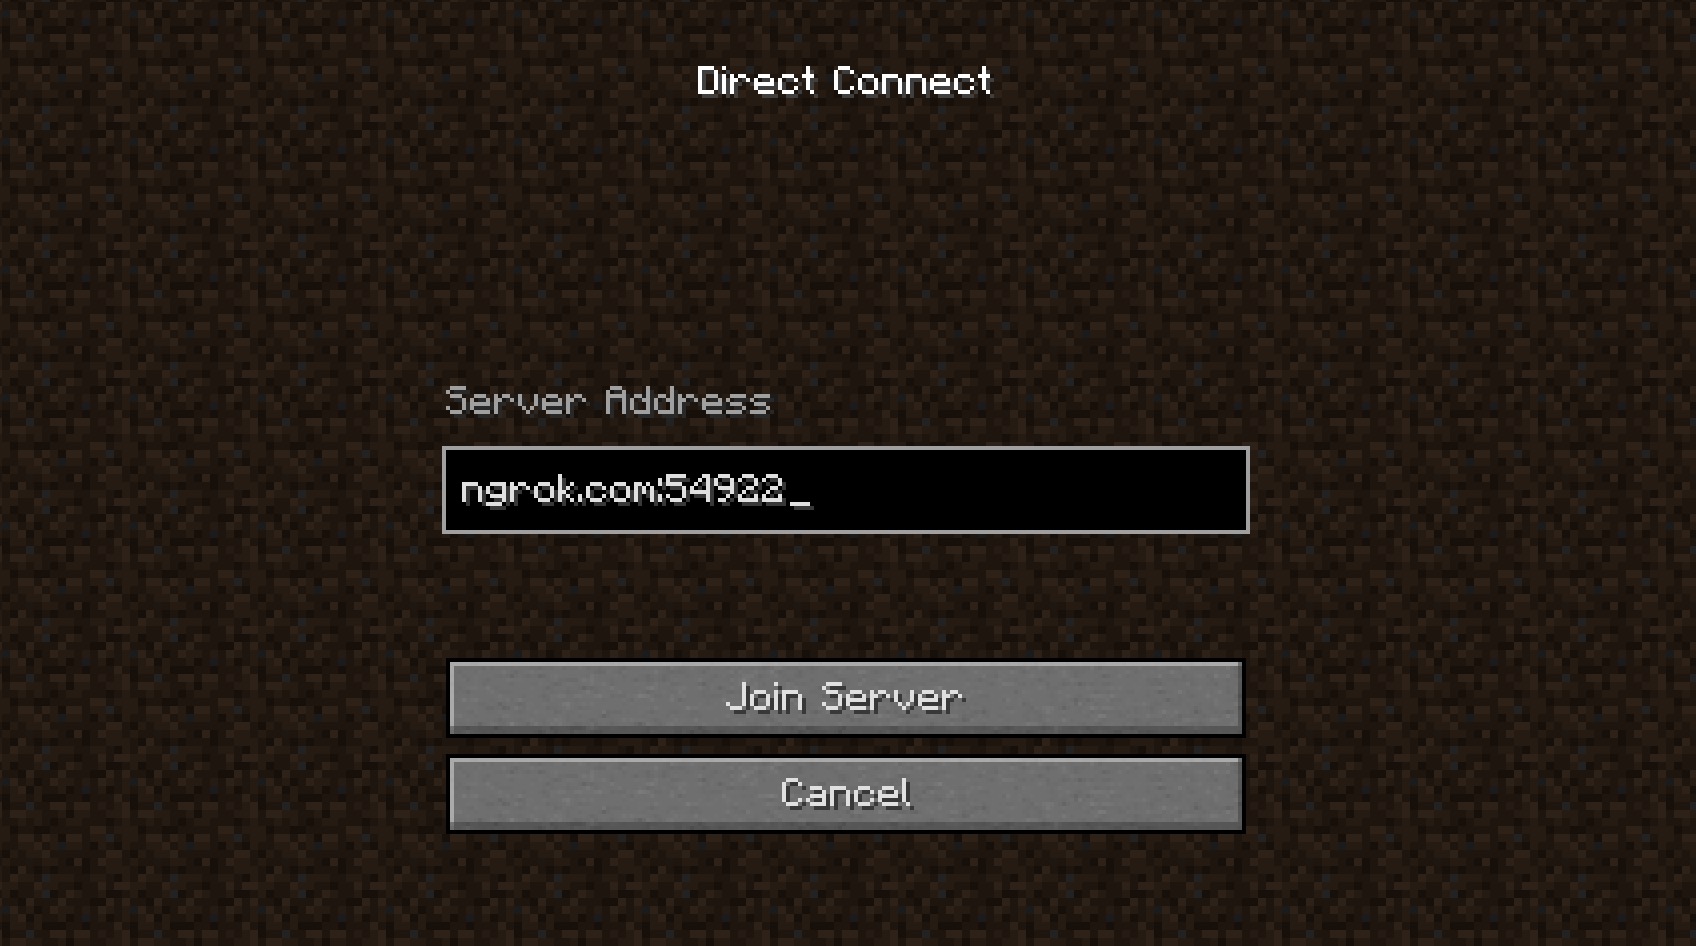 Direct Connect
Server Address
ngrok.com:54922_
Join Server
Cancel